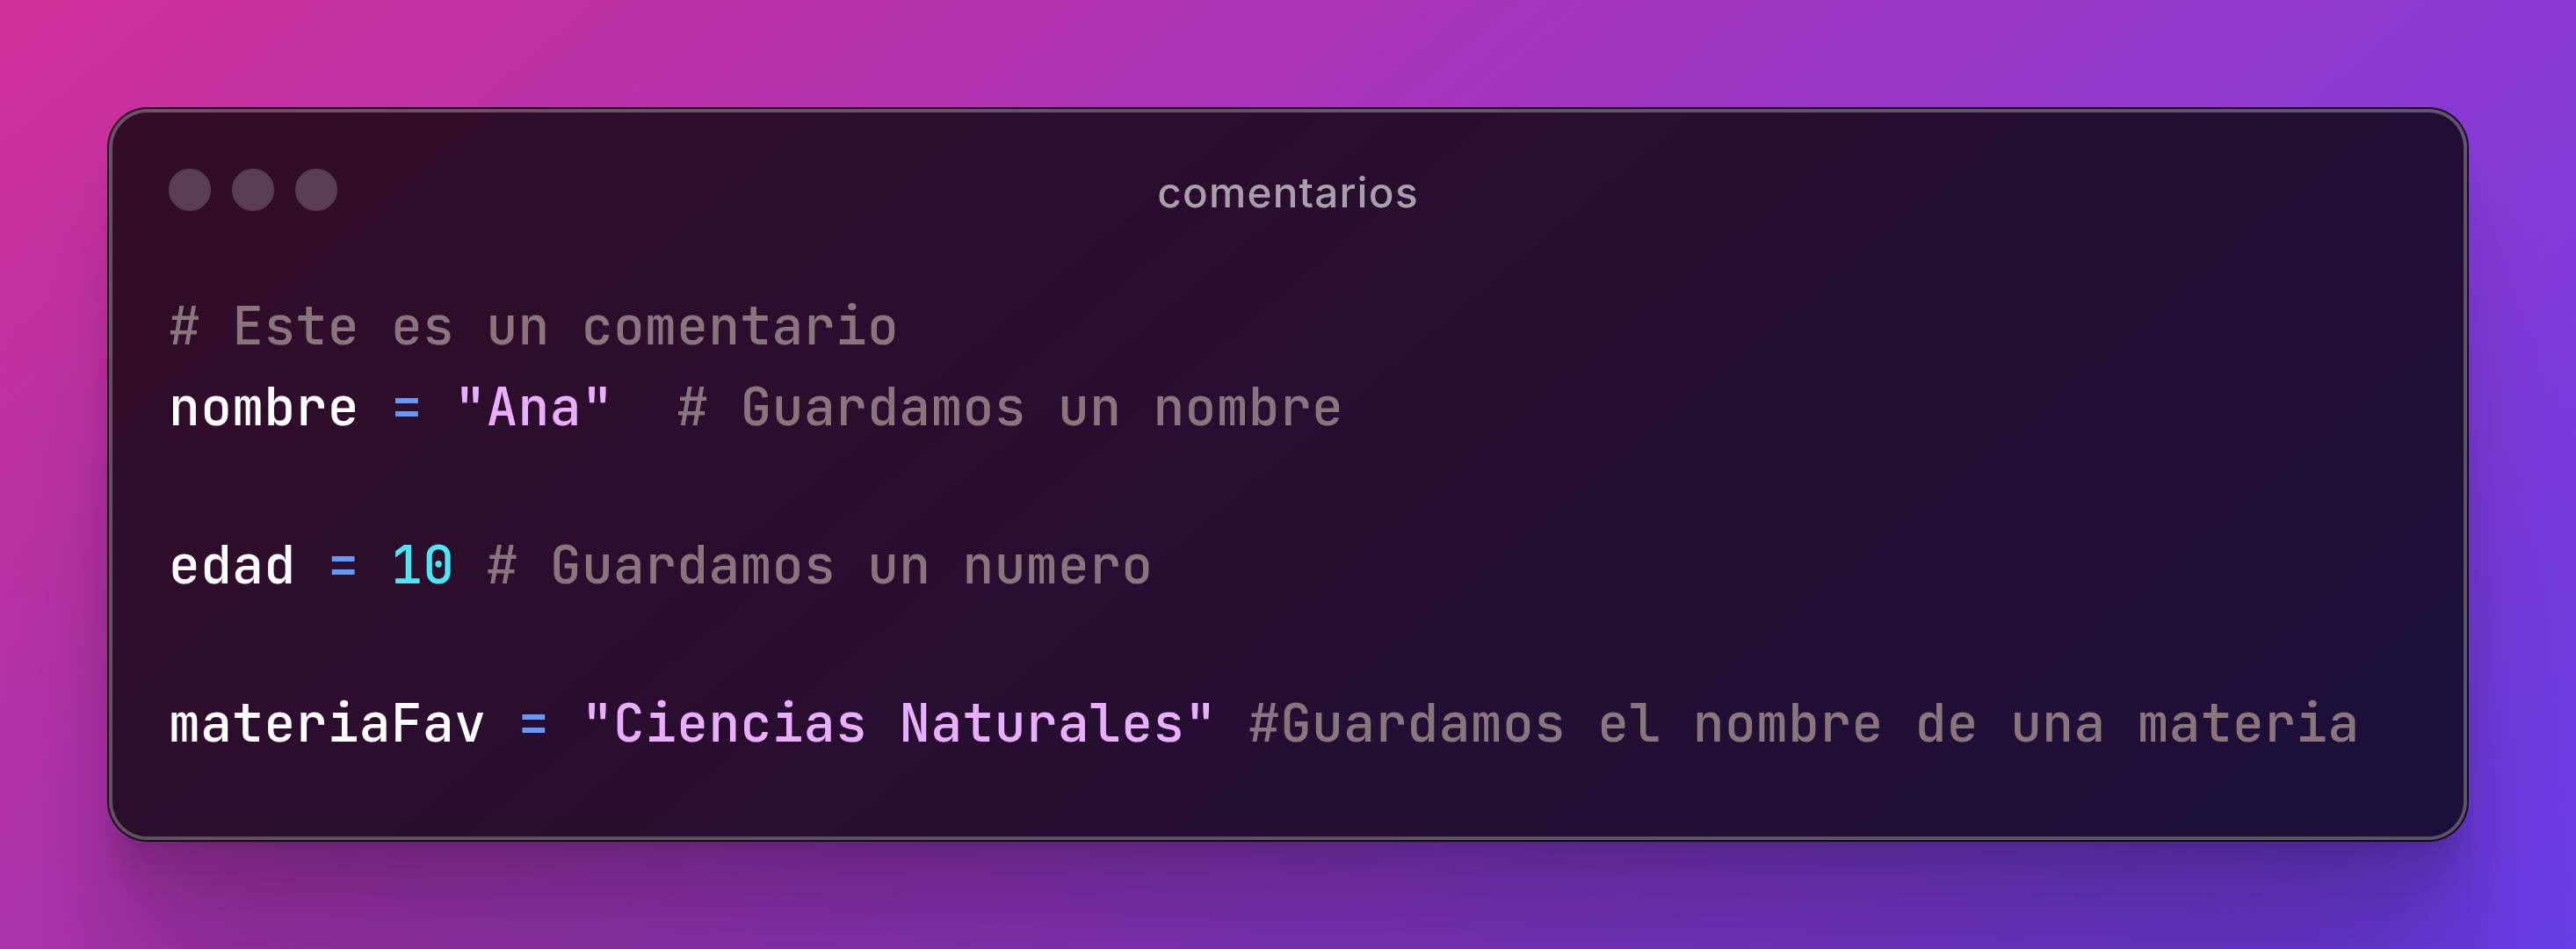 comentarios
# Este es un comentario
nombre = "Ana"  # Guardamos un nombre
edad = 10 # Guardamos un numero
materiaFav = "Ciencias Naturales" #Guardamos el nombre de una materia